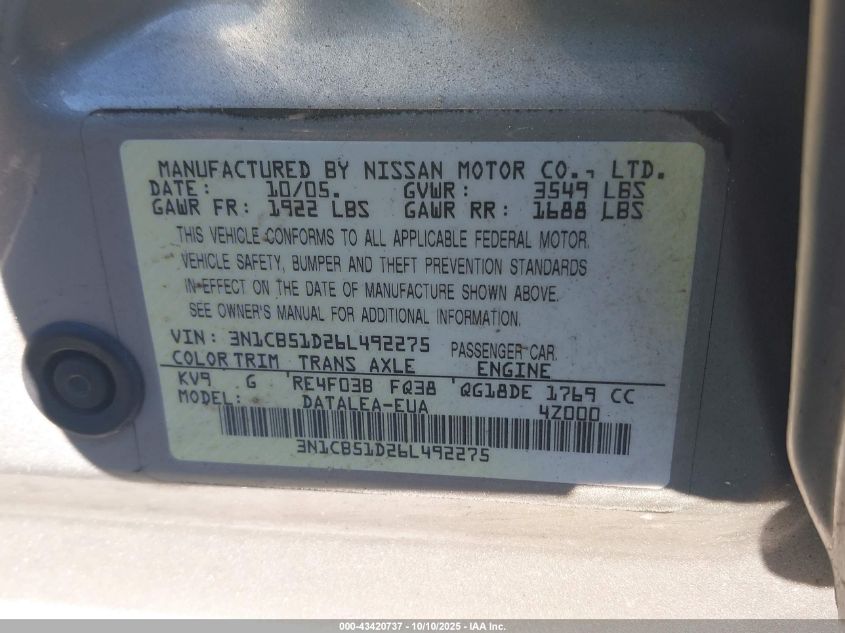 MANUFACTURED BY NISSAN MOTOR CO., LTD.
DATE: 10/05. GVWR: 3549 LBS
GAWR FR: 1922 LBS GAWR RR: 1688 LBS
THIS VEHICLE CONFORMS TO ALL APPLICABLE FEDERAL MOTOR
VEHICLE SAFETY, BUMPER AND THEFT PREVENTION STANDARDS
IN EFFECT ON THE DATE OF MANUFACTURE SHOWN ABOVE.
SEE OWNER'S MANUAL FOR ADDITIONAL INFORMATION.
VIN: 3N1CB51D26L492275 PASSENGER CAR
COLOR TRIM TRANS AXLE ENGINE
KV9 G RE4F03B FQ38 QG18DE 1769 CC
MODEL: DATALEA-EUA 4Z000
3N1CB51D26L492275
000-43420737 - 10/10/2025 - IAA Inc.